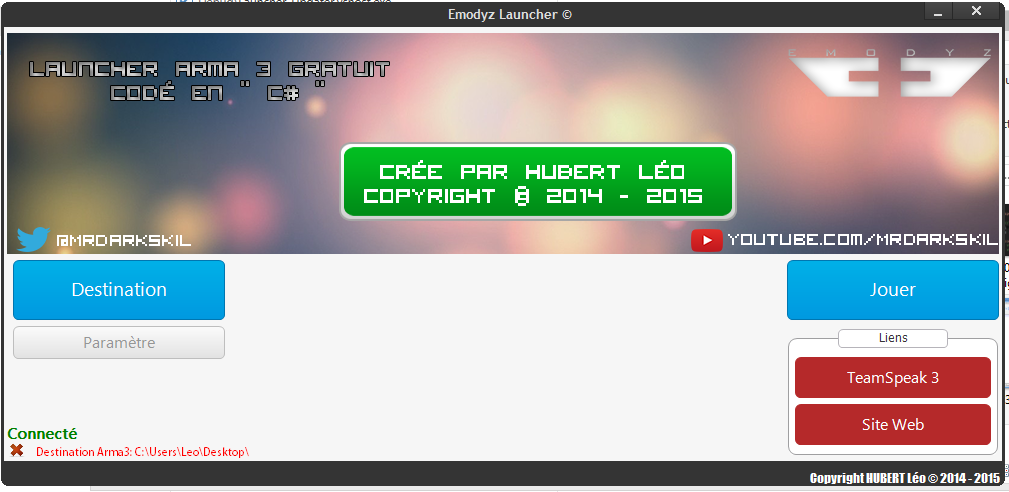 Emodyz Launcher ©
LAUNCHER ARMA 3 GRATUIT
CODÉ EN " C# "
EMODYZ
CRÉE PAR HUBERT LÉO
COPYRIGHT @ 2014 - 2015
@MRDARKSKIL
YOUTUBE.COM/MRDARKSKIL
Destination
Jouer
Paramètre
Liens
TeamSpeak 3
Site Web
Connecté
Destination Arma3: C:\Users\Leo\Desktop\
Copyright HUBERT Léo © 2014 - 2015